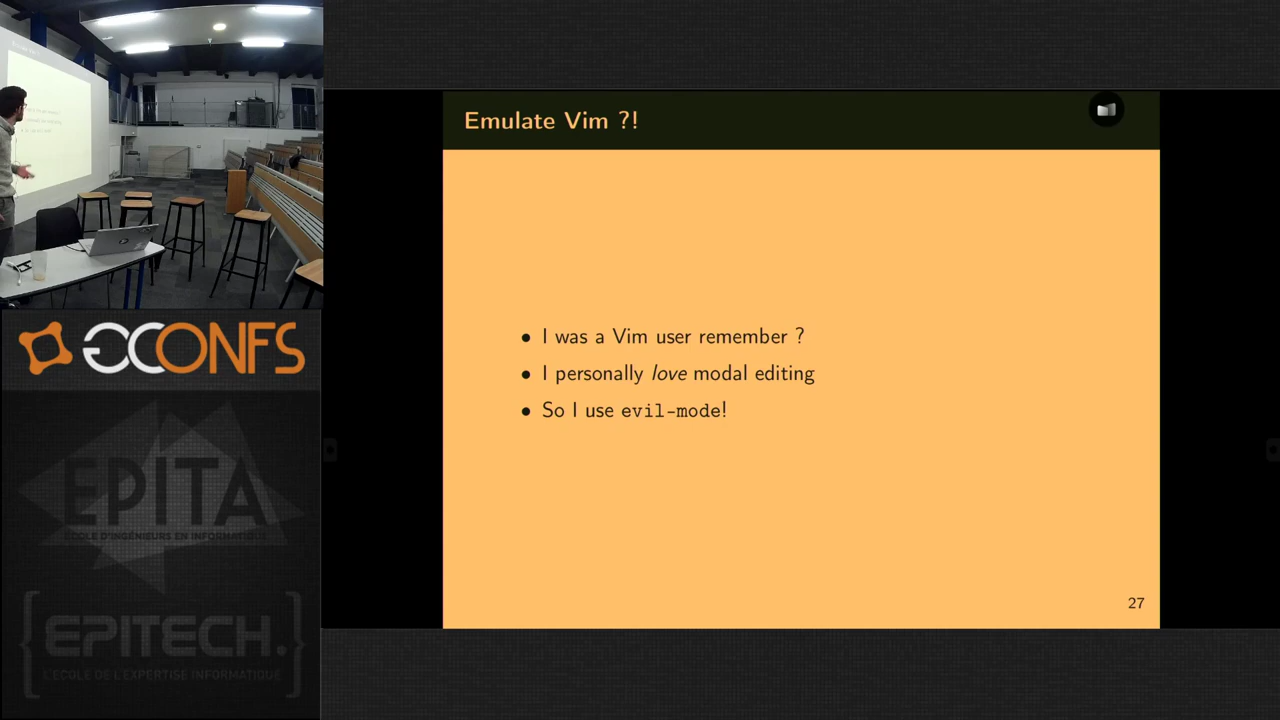 Emulate Vim ?!
• I was a Vim user remember ?
• I personally love modal editing
• So I use evil-mode!
27
GCONFS
EPITA
ÉCOLE D'INGÉNIEURS EN INFORMATIQUE
{EPITECH.}
L'ÉCOLE DE L'EXPERTISE INFORMATIQUE